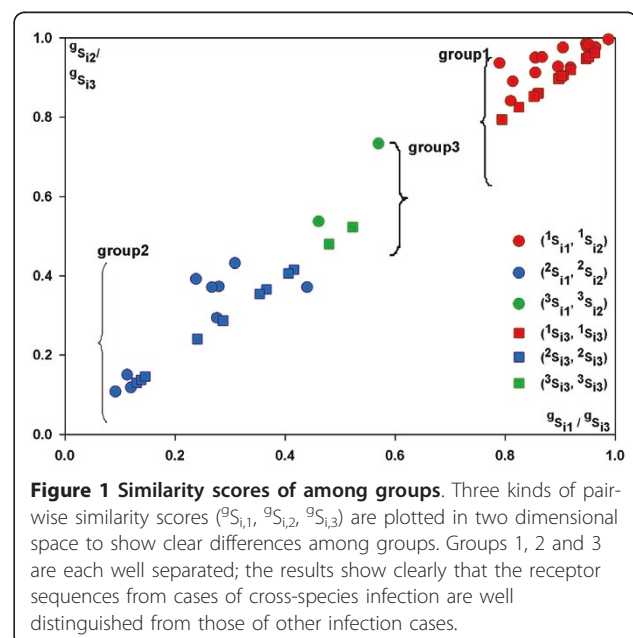 1.0
0.8
0.6
0.4
0.2
0.0
0.0
0.2
0.4
0.6
0.8
1.0
gSi2/
gSi3
group1
group3
group2
(1Si1, 1Si2)
(2Si1, 2Si2)
(3Si1, 3Si2)
(1Si3, 1Si3)
(2Si3, 2Si3)
(3Si3, 3Si3)
gSi1 / gSi3
Figure 1 Similarity scores of among groups. Three kinds of pair-
wise similarity scores (gSi,1, gSi,2, gSi,3) are plotted in two dimensional
space to show clear differences among groups. Groups 1, 2 and 3
are each well separated; the results show clearly that the receptor
sequences from cases of cross-species infection are well
distinguished from those of other infection cases.